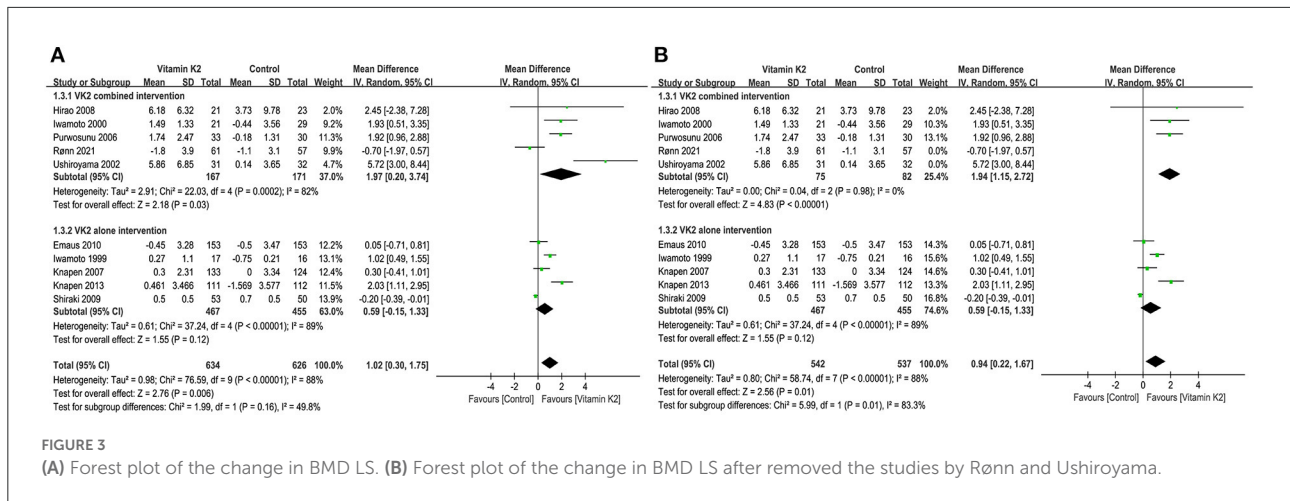 A
Vitamin K2 Control Mean Difference Mean Difference
Study or Subgroup Mean SD Total Mean SD Total Weight IV, Random, 95% CI IV, Random, 95% CI
1.3.1 VK2 combined intervention
Hirao 2008 6.18 6.32 21 3.73 9.78 23 2.0% 2.45 [-2.38, 7.28]
Iwamoto 2000 1.49 1.33 21 -0.44 3.56 29 9.2% 1.93 [0.51, 3.35]
Purwosunu 2006 1.74 2.47 33 -0.18 1.31 30 11.3% 1.92 [0.96, 2.88]
Rønn 2021 -1.8 3.9 61 -1.1 3.1 57 9.9% -0.70 [-1.97, 0.57]
Ushiroyama 2002 5.86 6.85 31 0.14 3.65 32 4.7% 5.72 [3.00, 8.44]
Subtotal (95% CI) 167 171 37.0% 1.97 [0.20, 3.74]
Heterogeneity: Tau² = 2.91; Chi² = 22.03, df = 4 (P = 0.0002); I² = 82%
Test for overall effect: Z = 2.18 (P = 0.03)
1.3.2 VK2 alone intervention
Emaus 2010 -0.45 3.28 153 -0.5 3.47 153 12.2% 0.05 [-0.71, 0.81]
Iwamoto 1999 0.27 1.1 17 -0.75 0.21 16 13.1% 1.02 [0.49, 1.55]
Knapen 2007 0.3 2.31 133 0 3.34 124 12.4% 0.30 [-0.41, 1.01]
Knapen 2013 0.461 3.466 111 -1.569 3.577 112 11.5% 2.03 [1.11, 2.95]
Shiraki 2009 0.5 0.5 53 0.7 0.5 50 13.9% -0.20 [-0.39, -0.01]
Subtotal (95% CI) 467 455 63.0% 0.59 [-0.15, 1.33]
Heterogeneity: Tau² = 0.61; Chi² = 37.24, df = 4 (P < 0.00001); I² = 89%
Test for overall effect: Z = 1.55 (P = 0.12)
Total (95% CI) 634 626 100.0% 1.02 [0.30, 1.75]
Heterogeneity: Tau² = 0.98; Chi² = 76.59, df = 9 (P < 0.00001); I² = 88%
Test for overall effect: Z = 2.76 (P = 0.006)
Test for subgroup differences: Chi² = 1.99, df = 1 (P = 0.16), I² = 49.8%
-4 -2 0 2 4
Favours [Control] Favours [Vitamin K2]
B
Vitamin K2 Control Mean Difference Mean Difference
Study or Subgroup Mean SD Total Mean SD Total Weight IV, Random, 95% CI IV, Random, 95% CI
1.3.1 VK2 combined intervention
Hirao 2008 6.18 6.32 21 3.73 9.78 23 2.0% 2.45 [-2.38, 7.28]
Iwamoto 2000 1.49 1.33 21 -0.44 3.56 29 10.3% 1.93 [0.51, 3.35]
Purwosunu 2006 1.74 2.47 33 -0.18 1.31 30 13.1% 1.92 [0.96, 2.88]
Rønn 2021 -1.8 3.9 61 -1.1 3.1 57 0.0% -0.70 [-1.97, 0.57]
Ushiroyama 2002 5.86 6.85 31 0.14 3.65 32 0.0% 5.72 [3.00, 8.44]
Subtotal (95% CI) 75 82 25.4% 1.94 [1.15, 2.72]
Heterogeneity: Tau² = 0.00; Chi² = 0.04, df = 2 (P = 0.98); I² = 0%
Test for overall effect: Z = 4.83 (P < 0.00001)
1.3.2 VK2 alone intervention
Emaus 2010 -0.45 3.28 153 -0.5 3.47 153 14.3% 0.05 [-0.71, 0.81]
Iwamoto 1999 0.27 1.1 17 -0.75 0.21 16 15.6% 1.02 [0.49, 1.55]
Knapen 2007 0.3 2.31 133 0 3.34 124 14.6% 0.30 [-0.41, 1.01]
Knapen 2013 0.461 3.466 111 -1.569 3.577 112 13.3% 2.03 [1.11, 2.95]
Shiraki 2009 0.5 0.5 53 0.7 0.5 50 16.8% -0.20 [-0.39, -0.01]
Subtotal (95% CI) 467 455 74.6% 0.59 [-0.15, 1.33]
Heterogeneity: Tau² = 0.61; Chi² = 37.24, df = 4 (P < 0.00001); I² = 89%
Test for overall effect: Z = 1.55 (P = 0.12)
Total (95% CI) 542 537 100.0% 0.94 [0.22, 1.67]
Heterogeneity: Tau² = 0.80; Chi² = 58.74, df = 7 (P < 0.00001); I² = 88%
Test for overall effect: Z = 2.56 (P = 0.01)
Test for subgroup differences: Chi² = 5.99, df = 1 (P = 0.01), I² = 83.3%
-4 -2 0 2 4
Favours [Control] Favours [Vitamin K2]
FIGURE 3
(A) Forest plot of the change in BMD LS. (B) Forest plot of the change in BMD LS after removed the studies by Rønn and Ushiroyama.